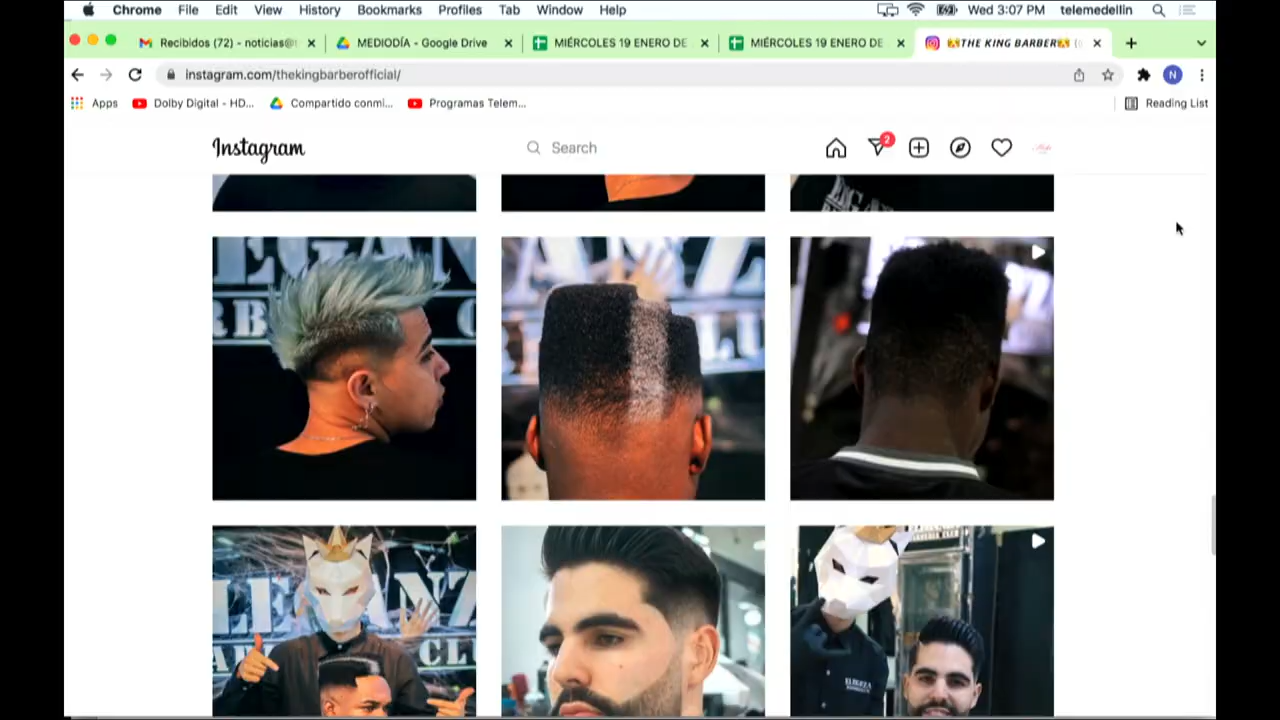 Chrome File Edit View History Bookmarks Profiles Tab Window Help Wed 3:07 PM telemedellin
Recibidos (72) - noticias@t MEDIODÍA - Google Drive MIÉRCOLES 19 ENERO DE MIÉRCOLES 19 ENERO DE THE KING BARBER
instagram.com/thekingbarberofficial/ N
Apps Dolby Digital - HD... Compartido conmi... Programas Telem... Reading List
Instagram Search 2